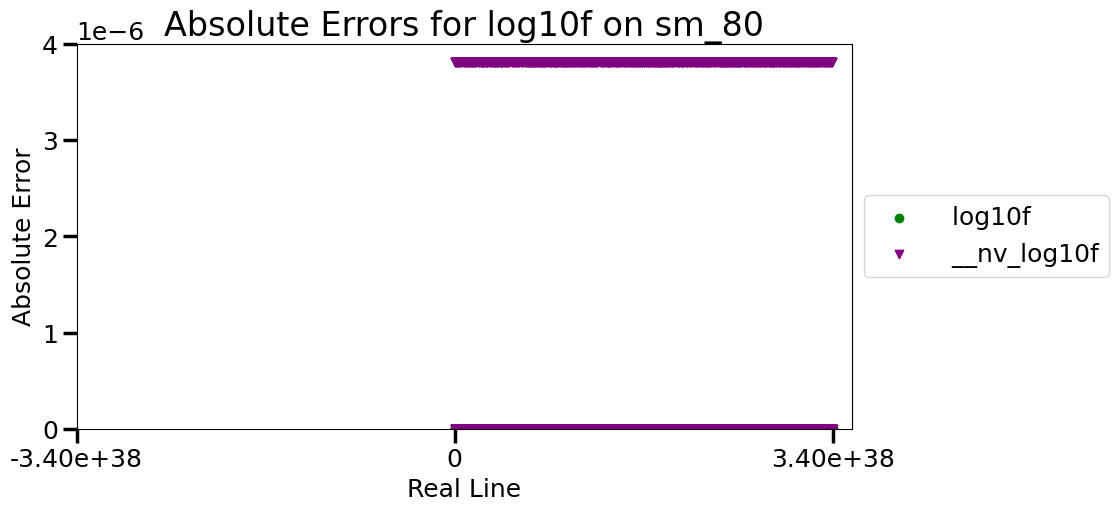 Absolute Errors for log10f on sm_80
1e−6
4
3
2
1
0
Absolute Error
-3.40e+38
0
3.40e+38
Real Line
log10f
__nv_log10f